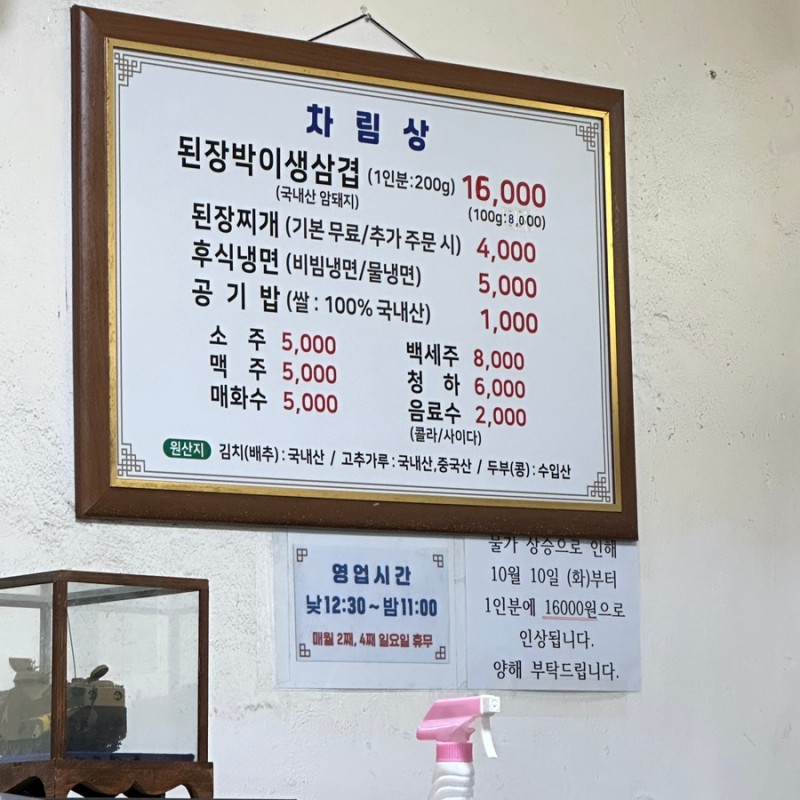 차림상
된장박이생삼겹 (1인분:200g) 16,000
(국내산 암돼지) (100g:8,000)
된장찌개 (기본 무료/추가 주문 시) 4,000
후식냉면 (비빔냉면/물냉면) 5,000
공기밥 (쌀 : 100% 국내산) 1,000
소주 5,000 백세주 8,000
맥주 5,000 청하 6,000
매화수 5,000 음료수 2,000
(콜라/사이다)
원산지 김치(배추) : 국내산 / 고추가루 : 국내산,중국산 / 두부(콩) : 수입산
영업시간
낮12:30~밤11:00
매월 2째, 4째 일요일 휴무
물가 상승으로 인해
10월 10일 (화)부터
1인분에 16000원으로
인상됩니다.
양해 부탁드립니다.